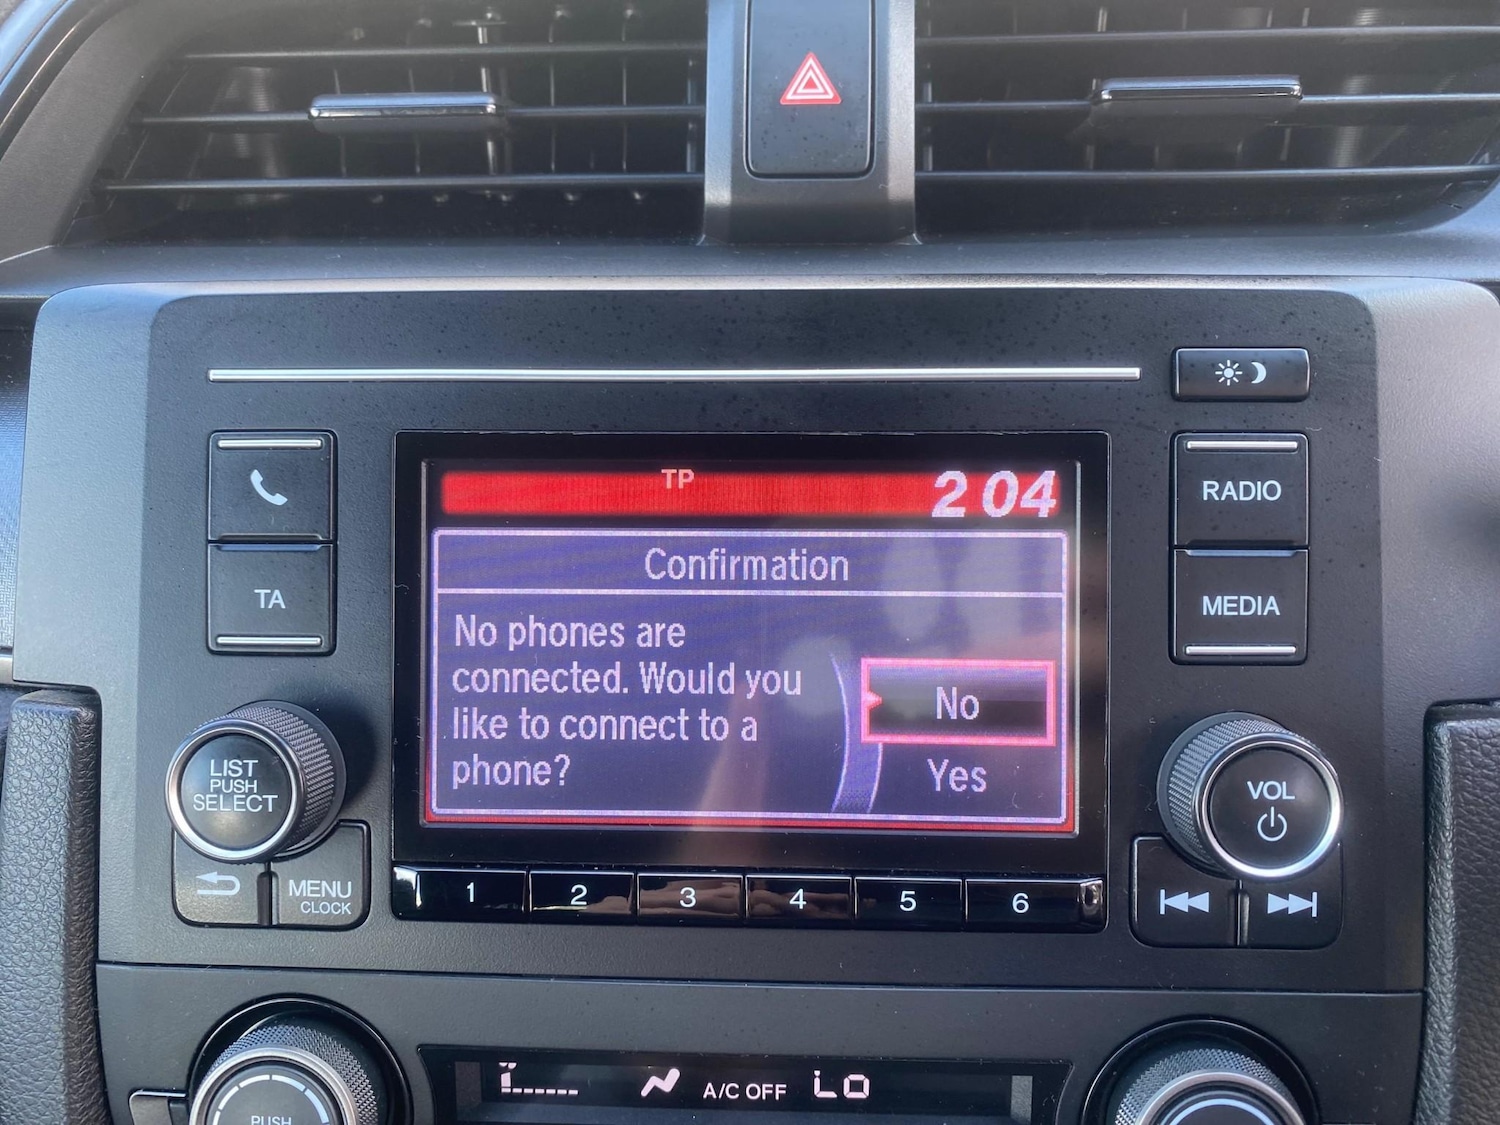 TP
2 04
Confirmation
No phones are
connected. Would you
like to connect to a
phone?
No
Yes
TA
RADIO
MEDIA
LIST
PUSH
SELECT
MENU
CLOCK
VOL
1 2 3 4 5 6
A/C OFF LO
PUSH